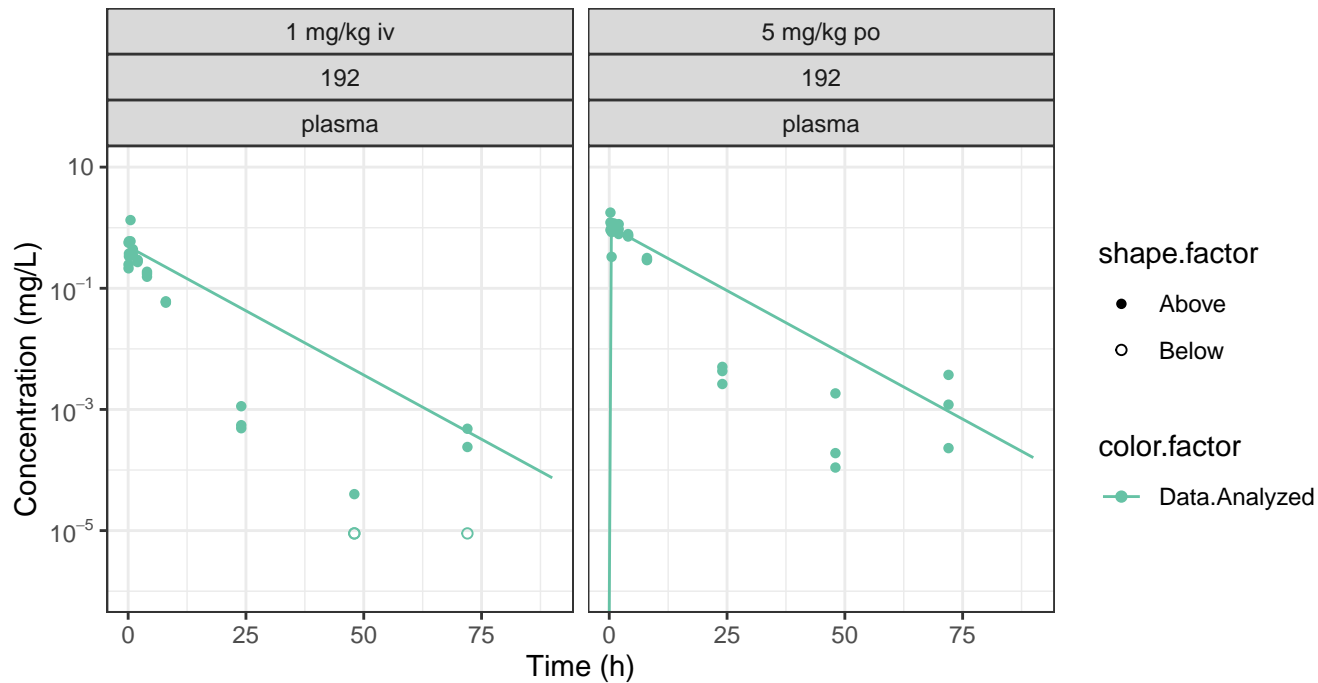 1 mg/kg iv
192
plasma
5 mg/kg po
192
plasma
Concentration (mg/L)
10
10⁻¹
10⁻³
10⁻⁵
0 25 50 75
0 25 50 75
Time (h)
shape.factor
Above
Below
color.factor
Data.Analyzed